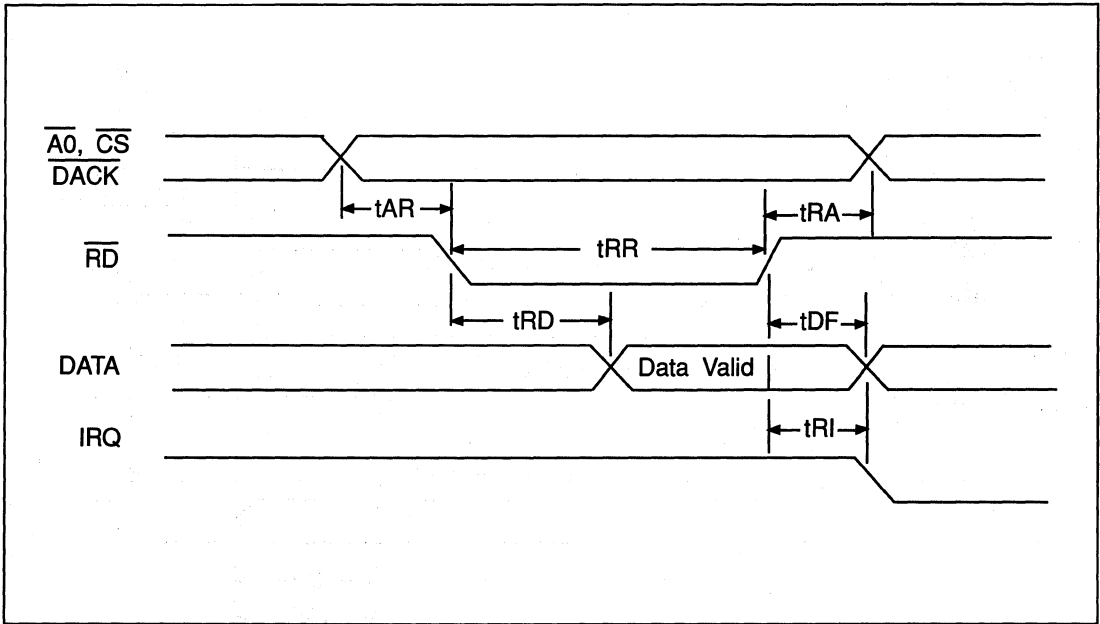 A0, CS
DACK
tAR
tRA
RD
tRR
tRD
tDF
DATA
Data Valid
IRQ
tRI